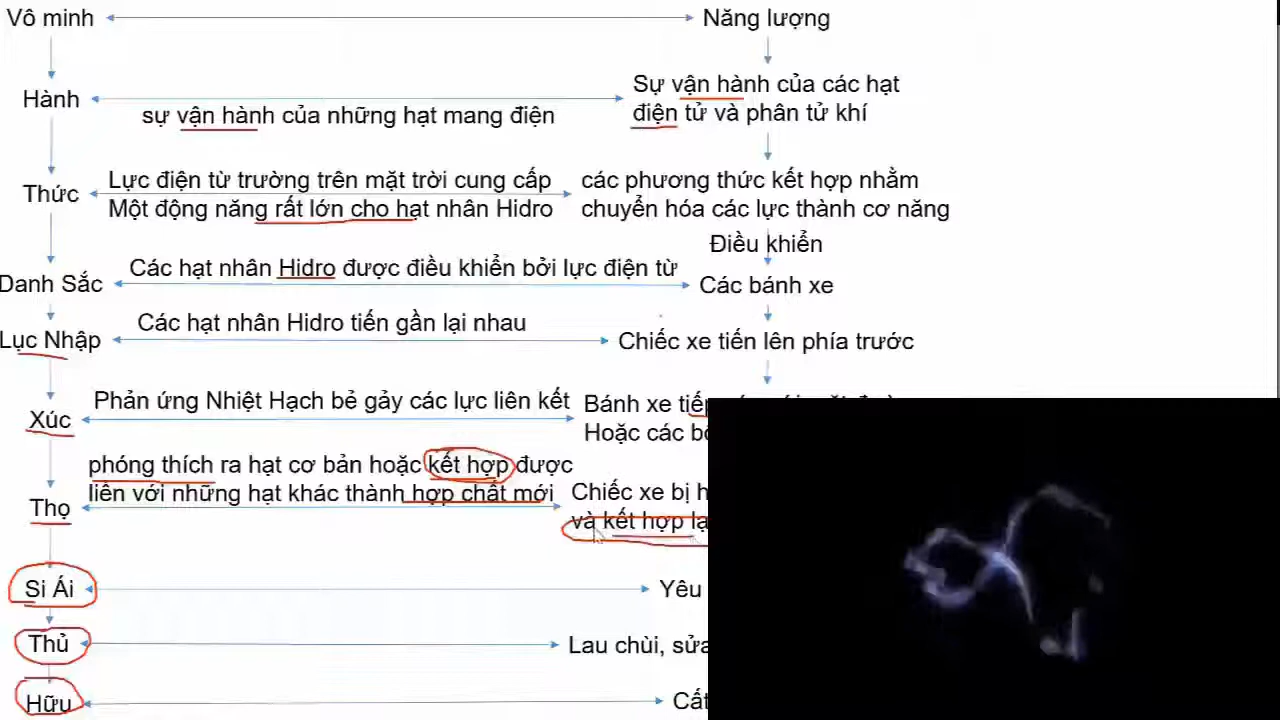 Vô minh
Năng lượng
Hành
sự vận hành của những hạt mang điện
Sự vận hành của các hạt
điện tử và phân tử khí
Thức
Lực điện từ trường trên mặt trời cung cấp
Một động năng rất lớn cho hạt nhân Hidro
các phương thức kết hợp nhằm
chuyển hóa các lực thành cơ năng
Điều khiển
Danh Sắc
Các hạt nhân Hidro được điều khiển bởi lực điện từ
Các bánh xe
Lục Nhập
Các hạt nhân Hidro tiến gần lại nhau
Chiếc xe tiến lên phía trước
Xúc
Phản ứng Nhiệt Hạch bẻ gảy các lực liên kết
Bánh xe
Hoặc các
Thọ
phóng thích ra hạt cơ bản hoặc kết hợp được
liên với những hạt khác thành hợp chất mới
Chiếc xe bị
và kết hợp
Si Ái
Yêu
Thủ
Lau chùi, sửa
Hữu
Cất